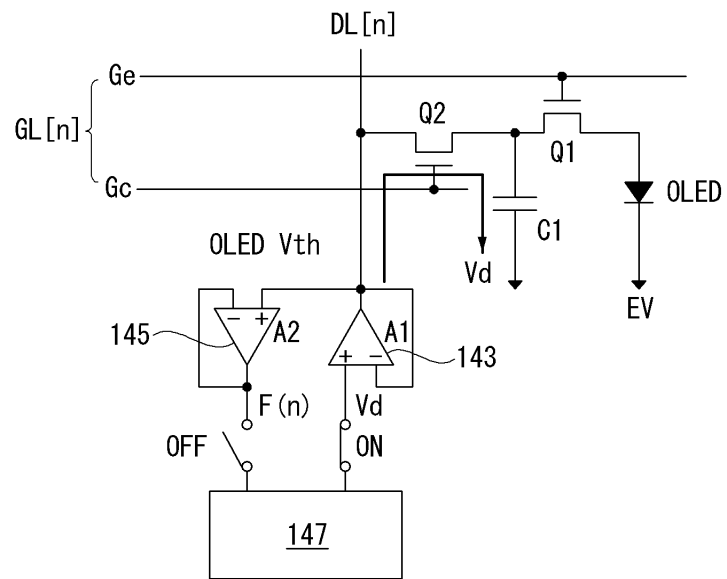 DL[n]
Ge
GL[n]
Q2
Q1
Gc
OLED
C1
OLED Vth
Vd
EV
145
A2
A1
143
F(n)
Vd
OFF
ON
147